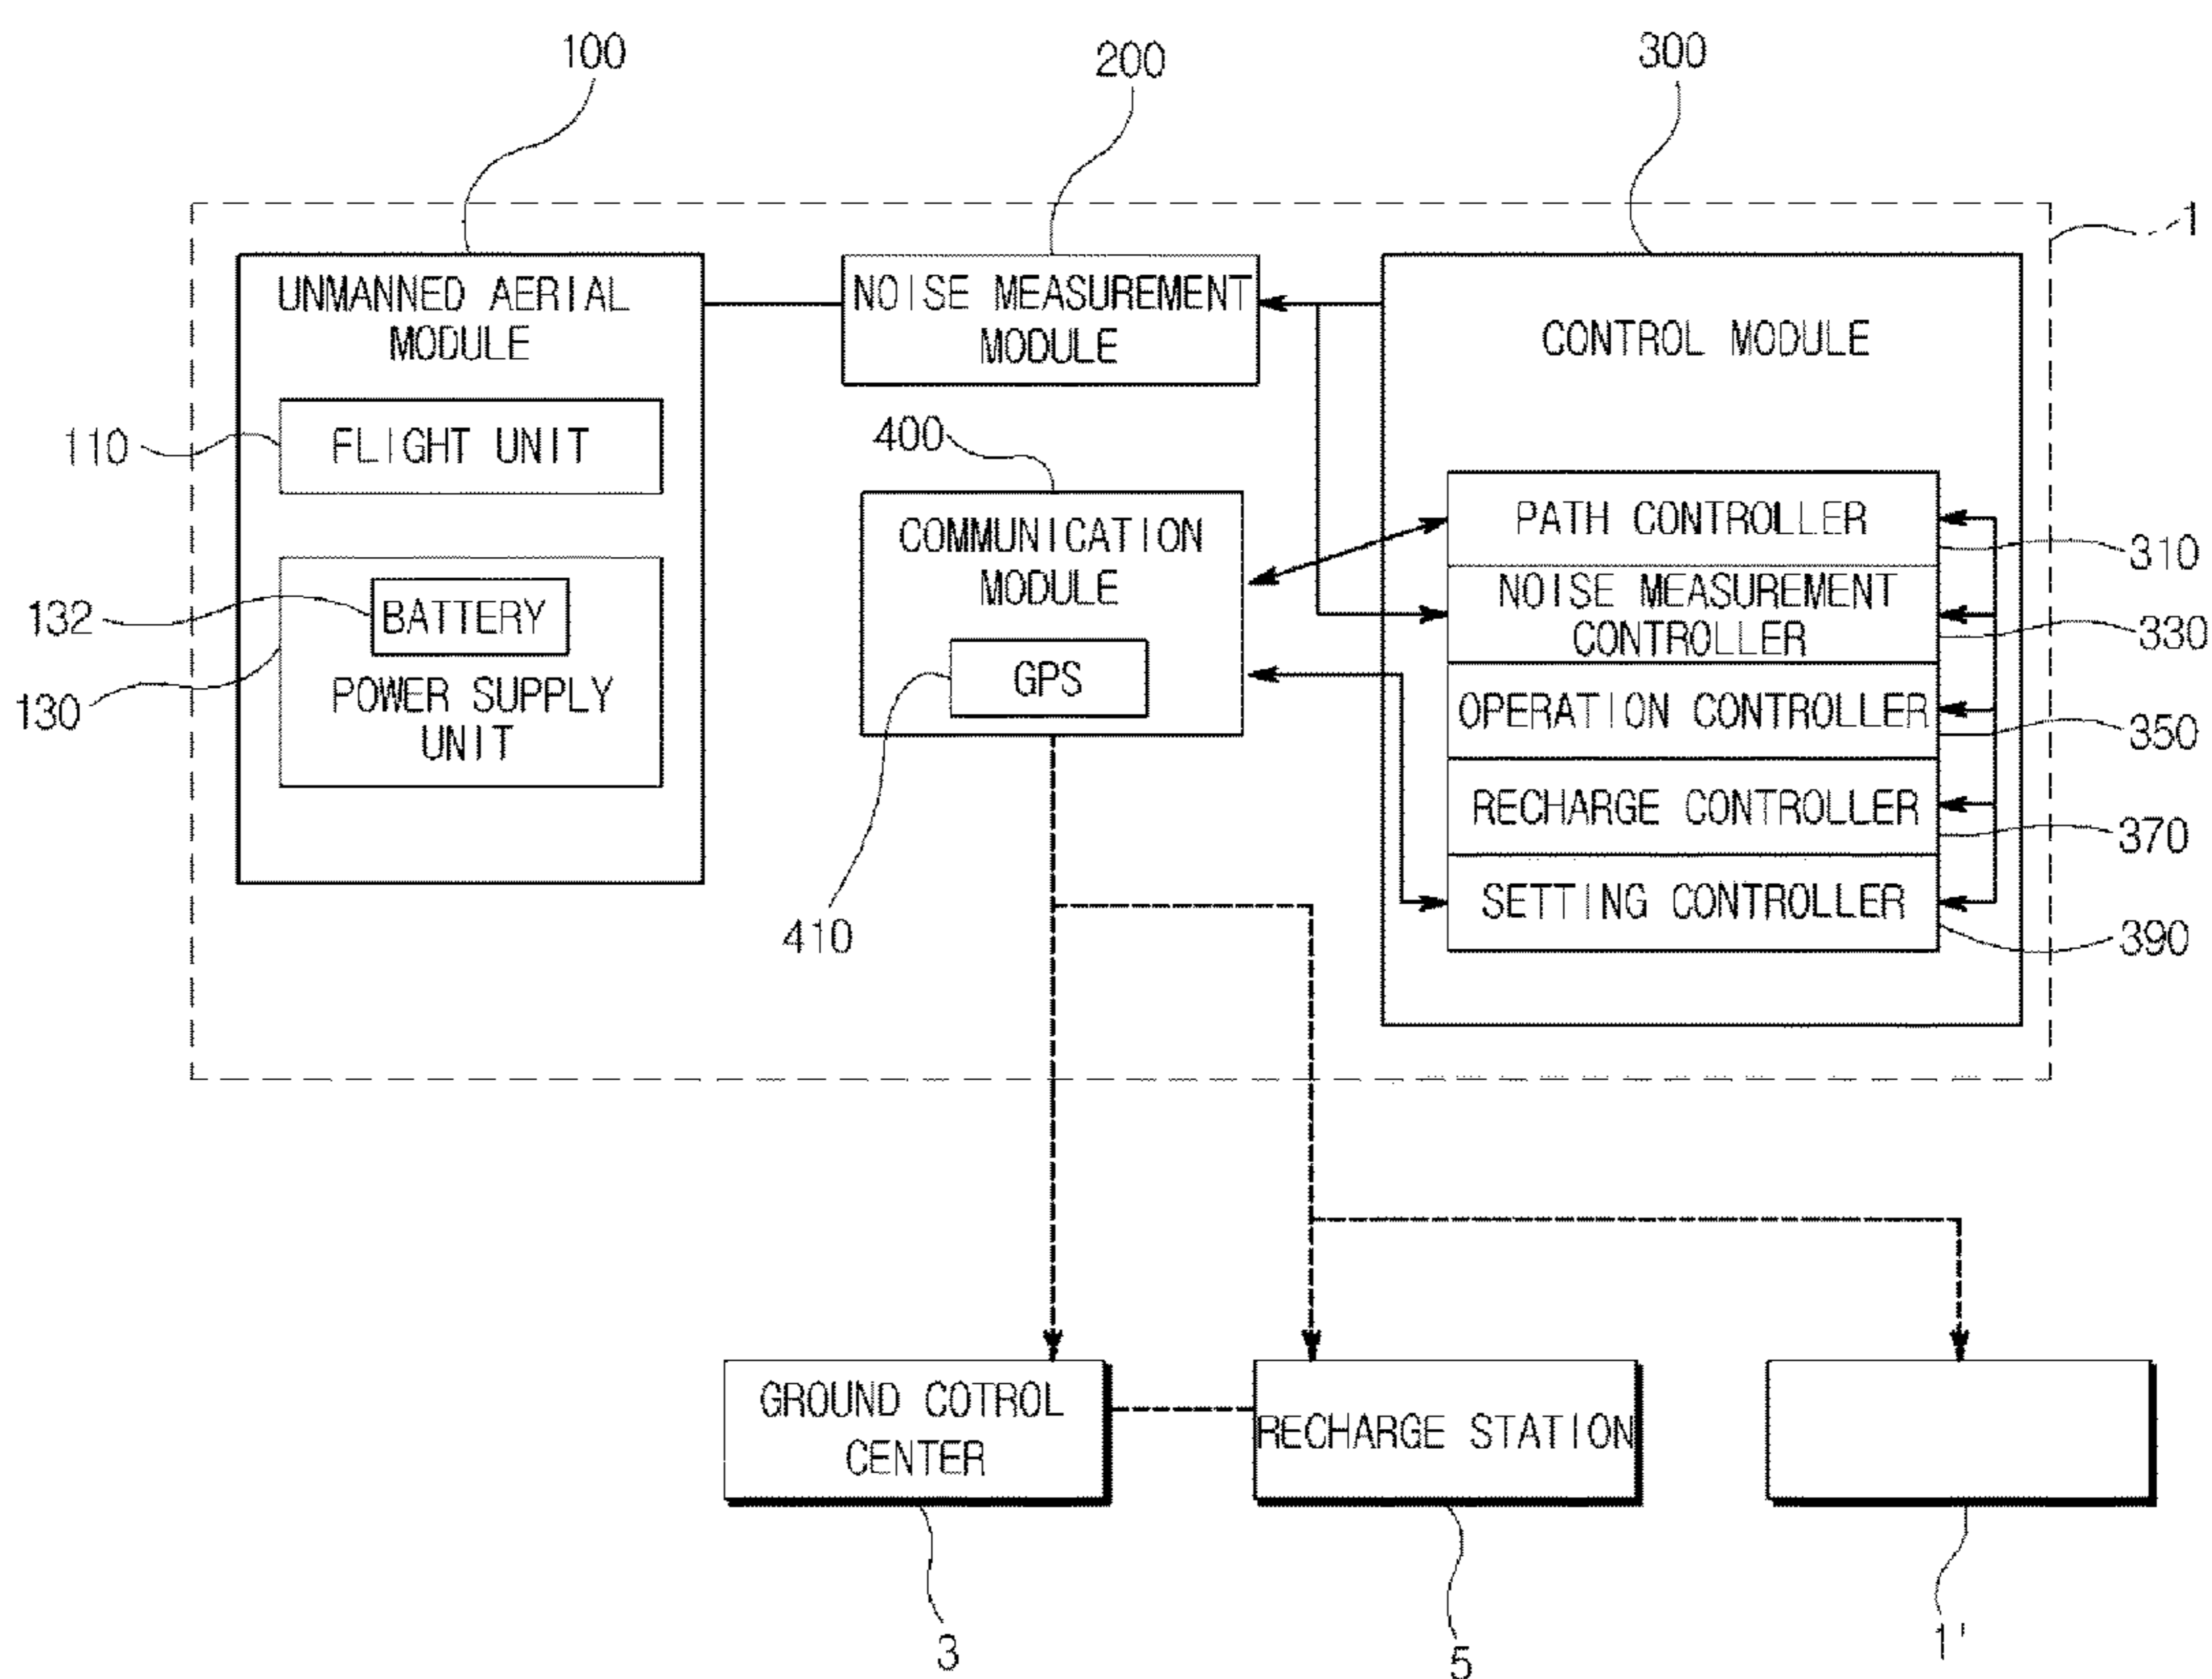 100
200
300
1
UNMANNED AERIAL
MODULE
NOISE MEASUREMENT
MODULE
CONTROL MODULE
110
FLIGHT UNIT
400
COMMUNICATION
MODULE
PATH CONTROLLER
310
132
BATTERY
NOISE MEASUREMENT
CONTROLLER
330
130
POWER SUPPLY
UNIT
GPS
OPERATION CONTROLLER
350
RECHARGE CONTROLLER
370
410
SETTING CONTROLLER
390
GROUND COTROL
CENTER
RECHARGE STATION
3
5
1'